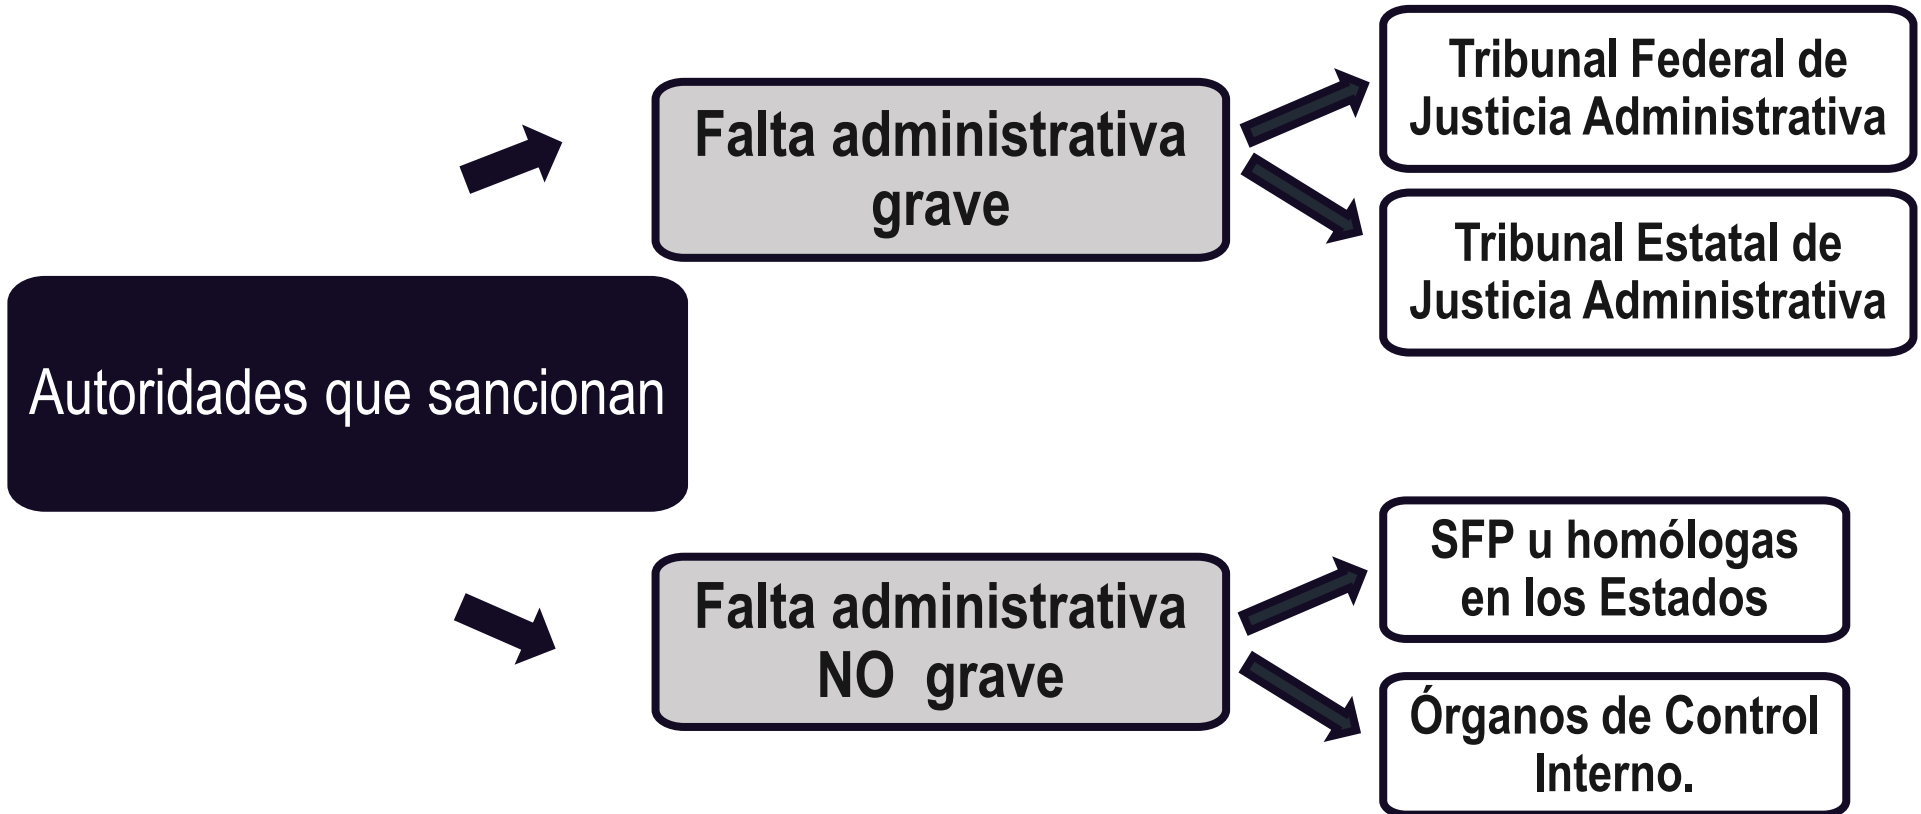 Autoridades que sancionan
Falta administrativa
grave
Tribunal Federal de
Justicia Administrativa
Tribunal Estatal de
Justicia Administrativa
Falta administrativa
NO grave
SFP u homólogas
en los Estados
Órganos de Control
Interno.